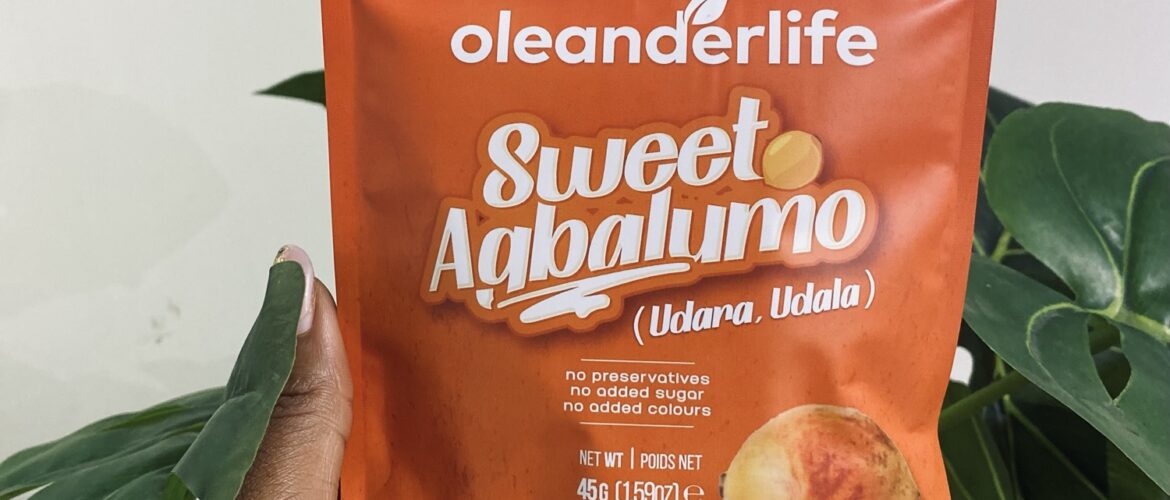 oleanderlife
Sweet
Agbalumo
(Udara, Udala)
no preservatives
no added sugar
no added colours
NET WT | POIDS NET
45G (1.59oz) ℮